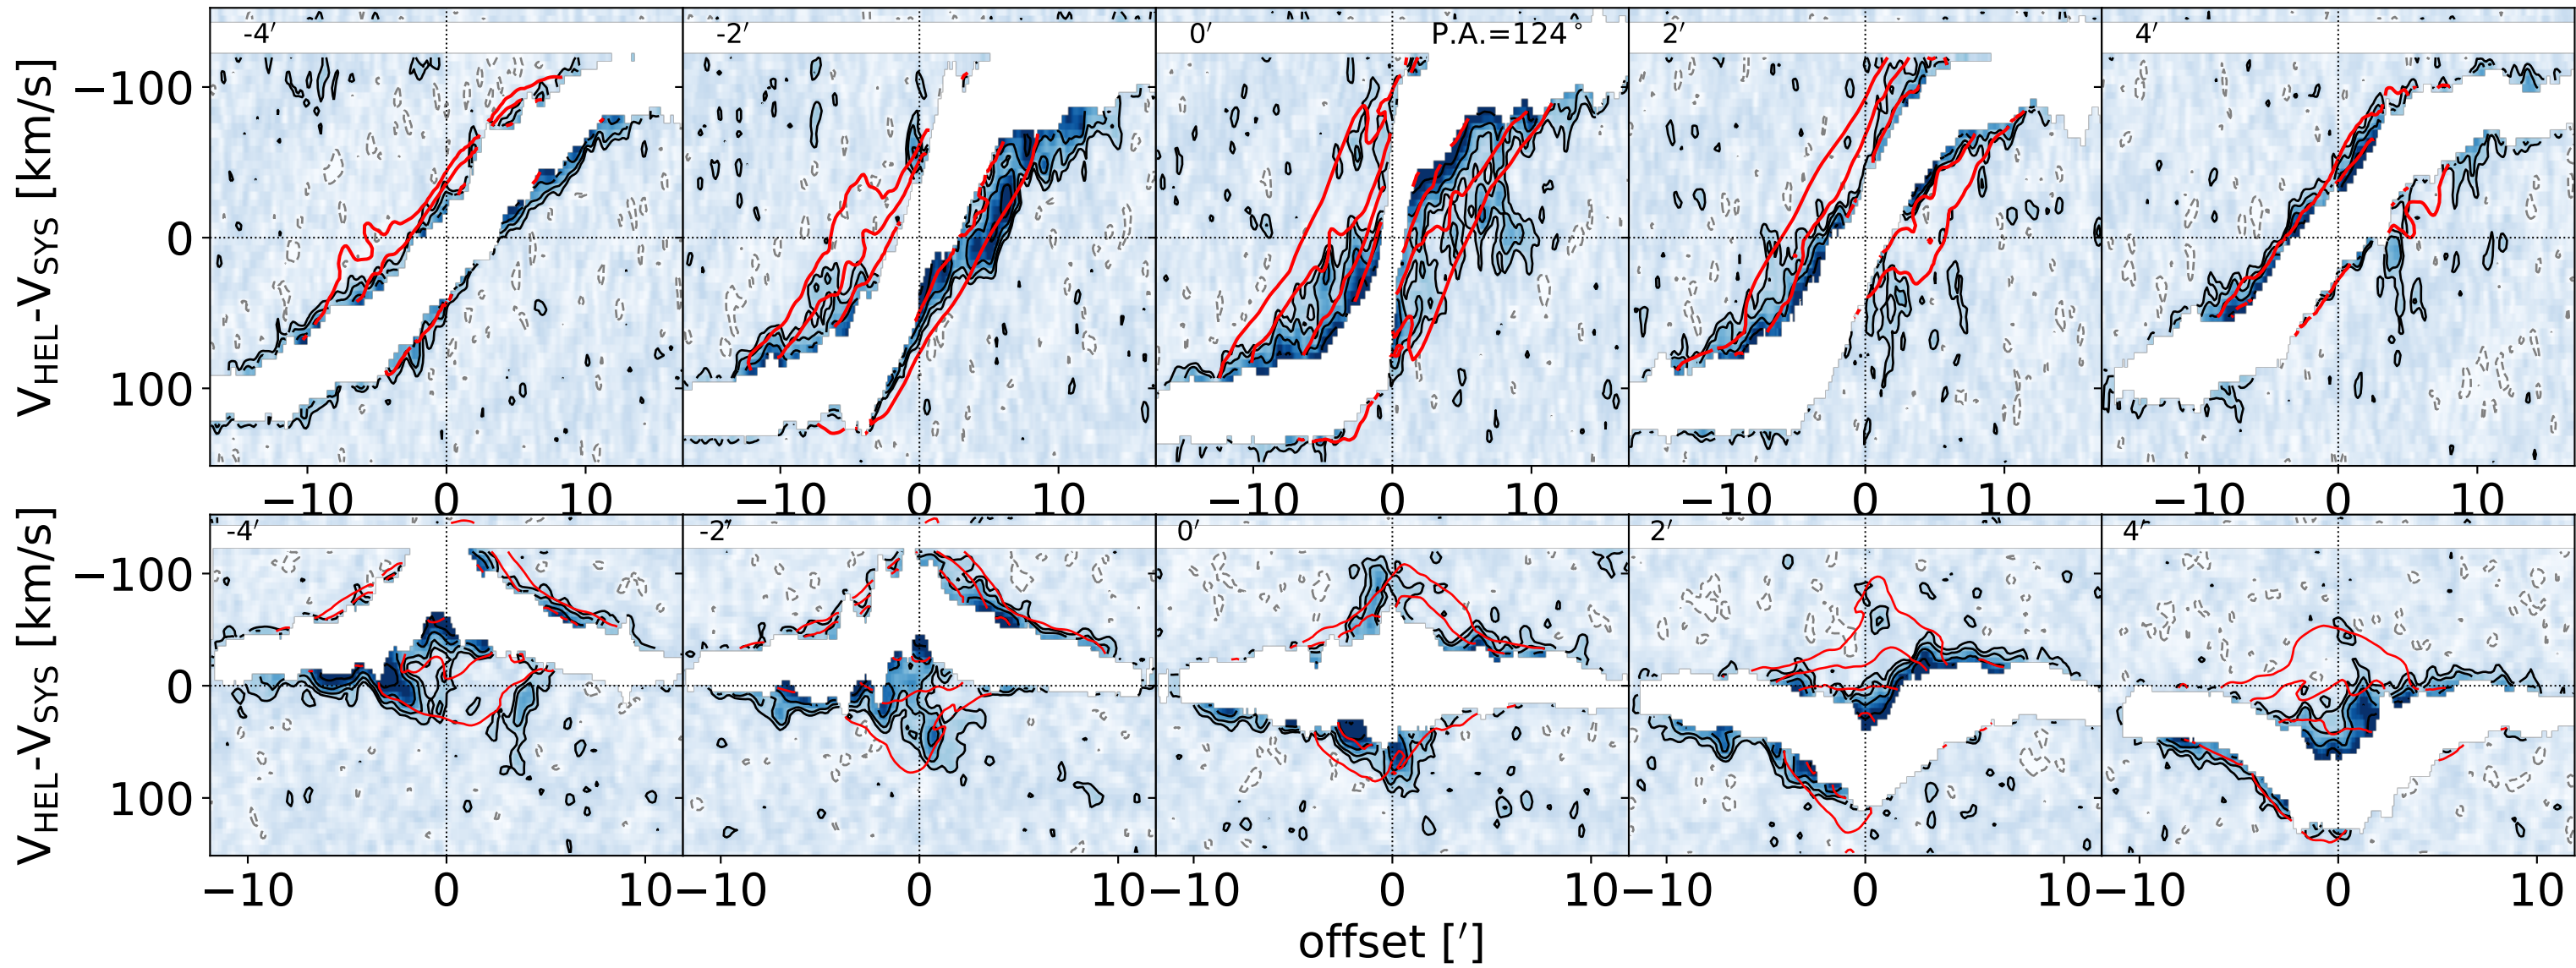 -4′ -2′ 0′ P.A.=124° 2′ 4′
V_HEL-V_SYS [km/s]
−100
0
100
−10 0 10 −10 0 10 −10 0 10 −10 0 10 −10 0 10
-4′ -2′ 0′ 2′ 4′
V_HEL-V_SYS [km/s]
−100
0
100
−10 0 10 −10 0 10 −10 0 10 −10 0 10 −10 0 10
offset [′]